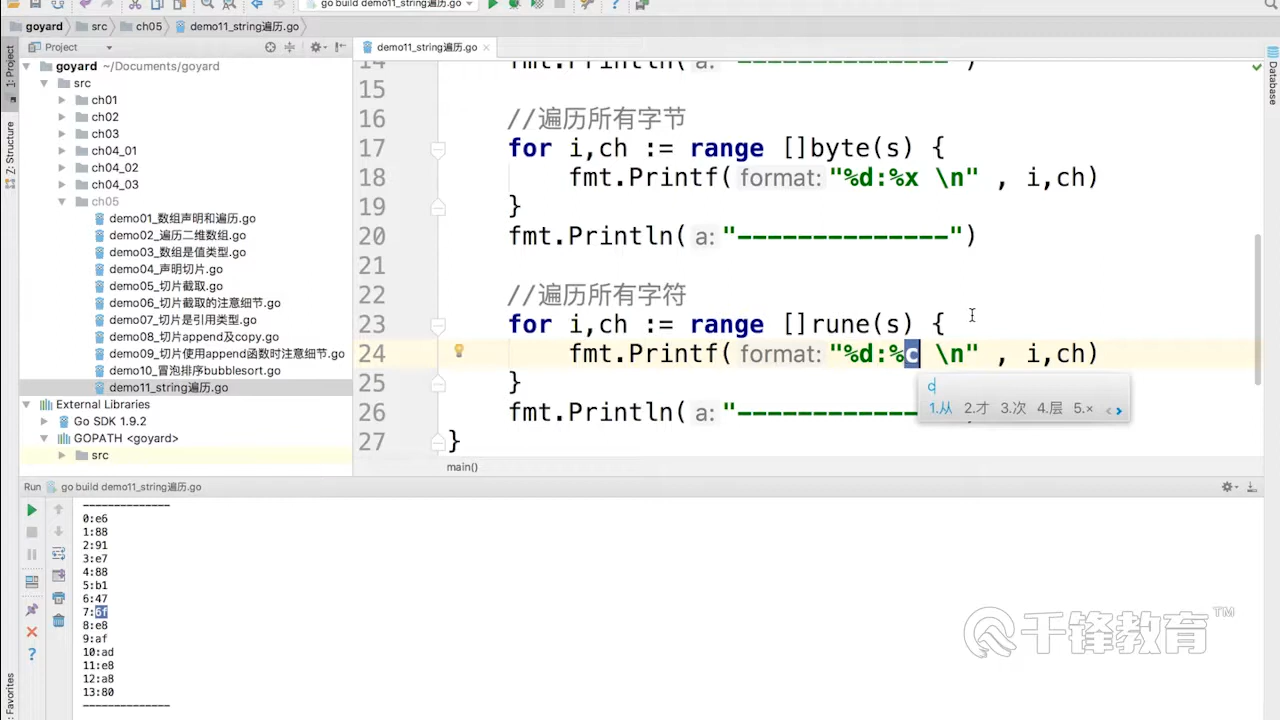 go build demo11_string遍历.go
goyard
src
ch05
demo11_string遍历.go
Project
demo11_string遍历.go
1: Project
Z: Structure
Favorites
Database
goyard ~/Documents/goyard
src
ch01
ch02
ch03
ch04_01
ch04_02
ch04_03
ch05
demo01_数组声明和遍历.go
demo02_遍历二维数组.go
demo03_数组是值类型.go
demo04_声明切片.go
demo05_切片截取.go
demo06_切片截取的注意细节.go
demo07_切片是引用类型.go
demo08_切片append及copy.go
demo09_切片使用append函数时注意细节.go
demo10_冒泡排序bubblesort.go
demo11_string遍历.go
External Libraries
Go SDK 1.9.2
GOPATH <goyard>
src
14 fmt.Println( a: "--------------")
15
16 //遍历所有字节
17 for i,ch := range []byte(s) {
18 fmt.Printf( format: "%d:%x \n" , i,ch)
19 }
20 fmt.Println( a: "--------------")
21
22 //遍历所有字符
23 for i,ch := range []rune(s) {
24 fmt.Printf( format: "%d:%c \n" , i,ch)
25 }
26 fmt.Println( a: "------------
27 }
c
1.从 2.才 3.次 4.层 5.× < >
main()
Run go build demo11_string遍历.go
--------------
0:e6
1:88
2:91
3:e7
4:88
5:b1
6:47
7:6f
8:e8
9:af
10:ad
11:e8
12:a8
13:80
--------------
千锋教育™